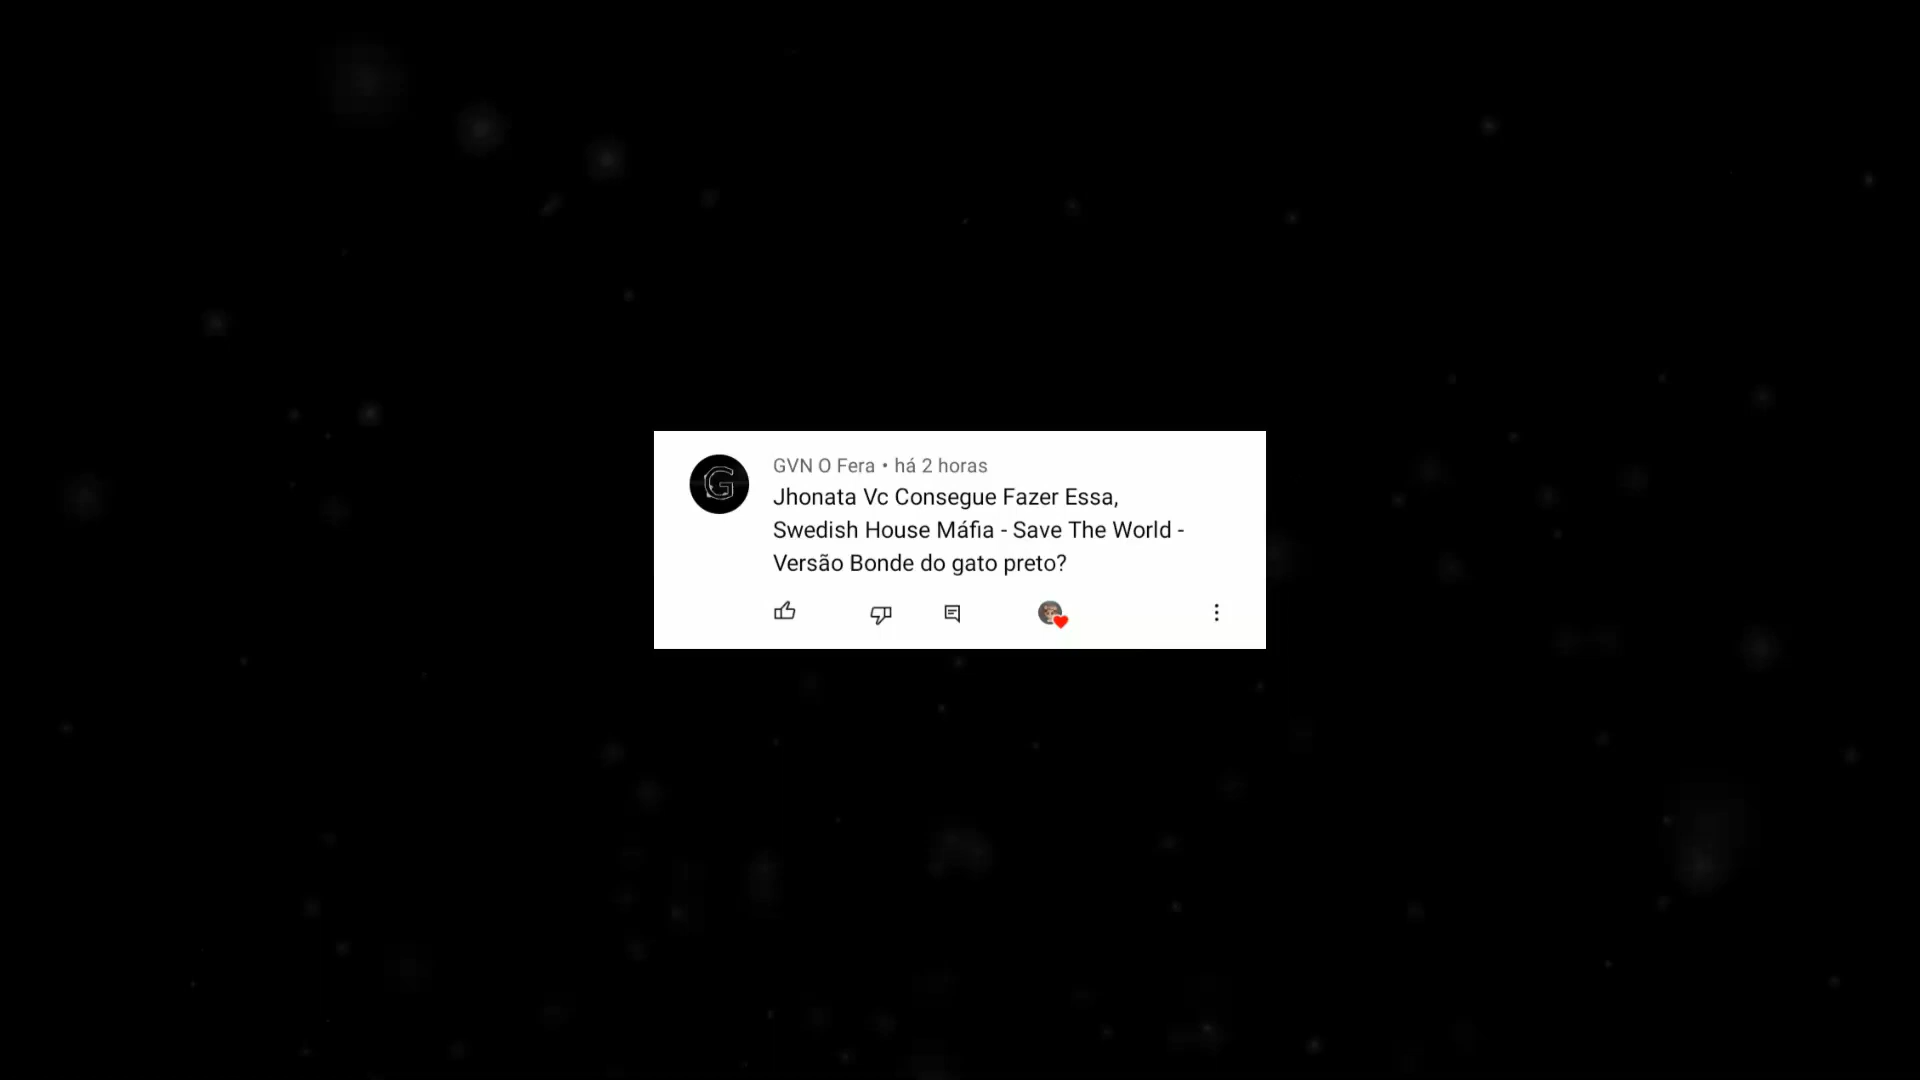 GVN O Fera • há 2 horas
Jhonata Vc Consegue Fazer Essa,
Swedish House Máfia - Save The World -
Versão Bonde do gato preto?